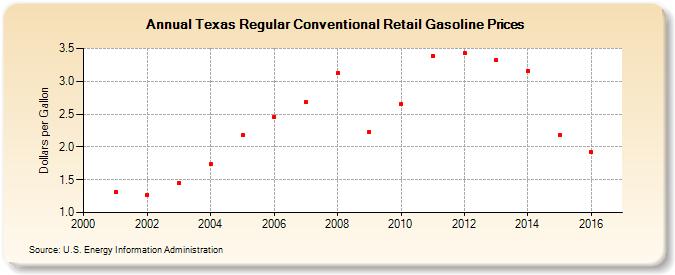 Annual Texas Regular Conventional Retail Gasoline Prices
Dollars per Gallon
3.5
3.0
2.5
2.0
1.5
1.0
2000 2002 2004 2006 2008 2010 2012 2014 2016
Source: U.S. Energy Information Administration